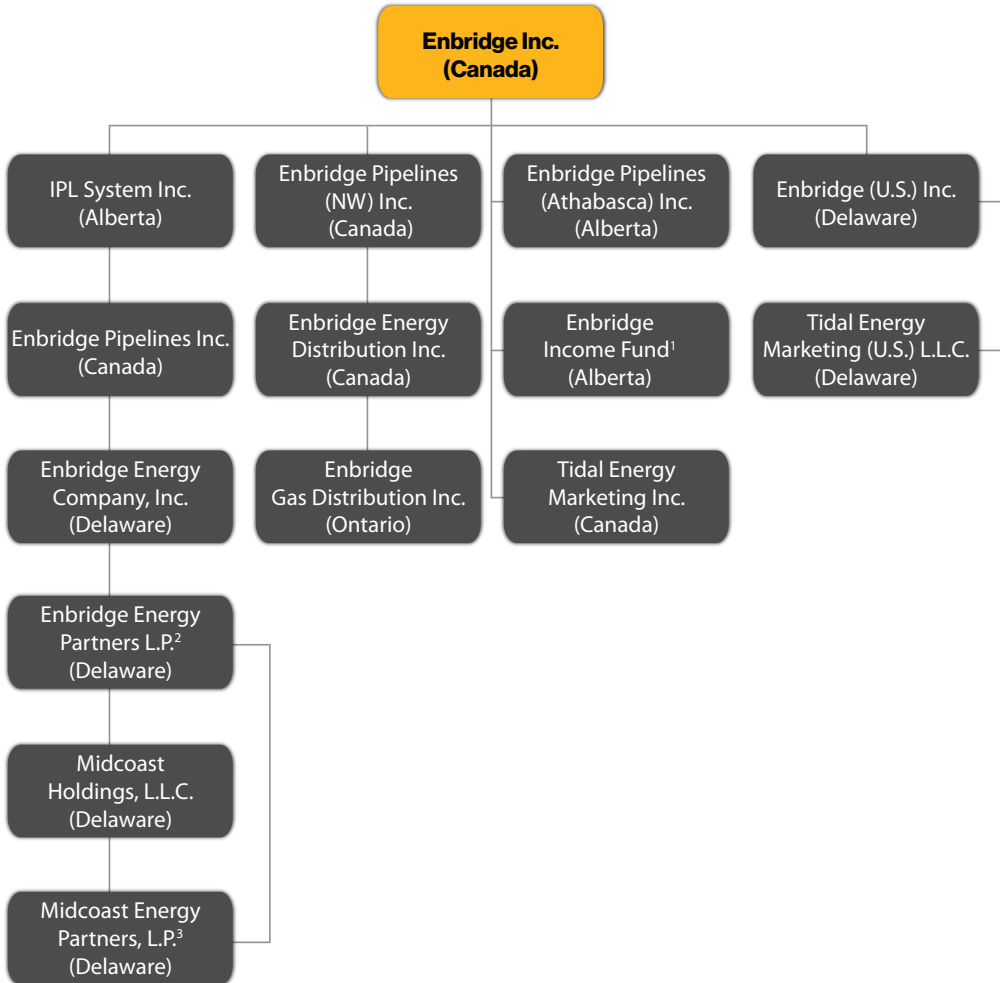 Enbridge Inc.
(Canada)
IPL System Inc.
(Alberta)
Enbridge Pipelines
(NW) Inc.
(Canada)
Enbridge Pipelines
(Athabasca) Inc.
(Alberta)
Enbridge (U.S.) Inc.
(Delaware)
Enbridge Pipelines Inc.
(Canada)
Enbridge Energy
Distribution Inc.
(Canada)
Enbridge
Income Fund¹
(Alberta)
Tidal Energy
Marketing (U.S.) L.L.C.
(Delaware)
Enbridge Energy
Company, Inc.
(Delaware)
Enbridge
Gas Distribution Inc.
(Ontario)
Tidal Energy
Marketing Inc.
(Canada)
Enbridge Energy
Partners L.P.²
(Delaware)
Midcoast
Holdings, L.L.C.
(Delaware)
Midcoast Energy
Partners, L.P.³
(Delaware)